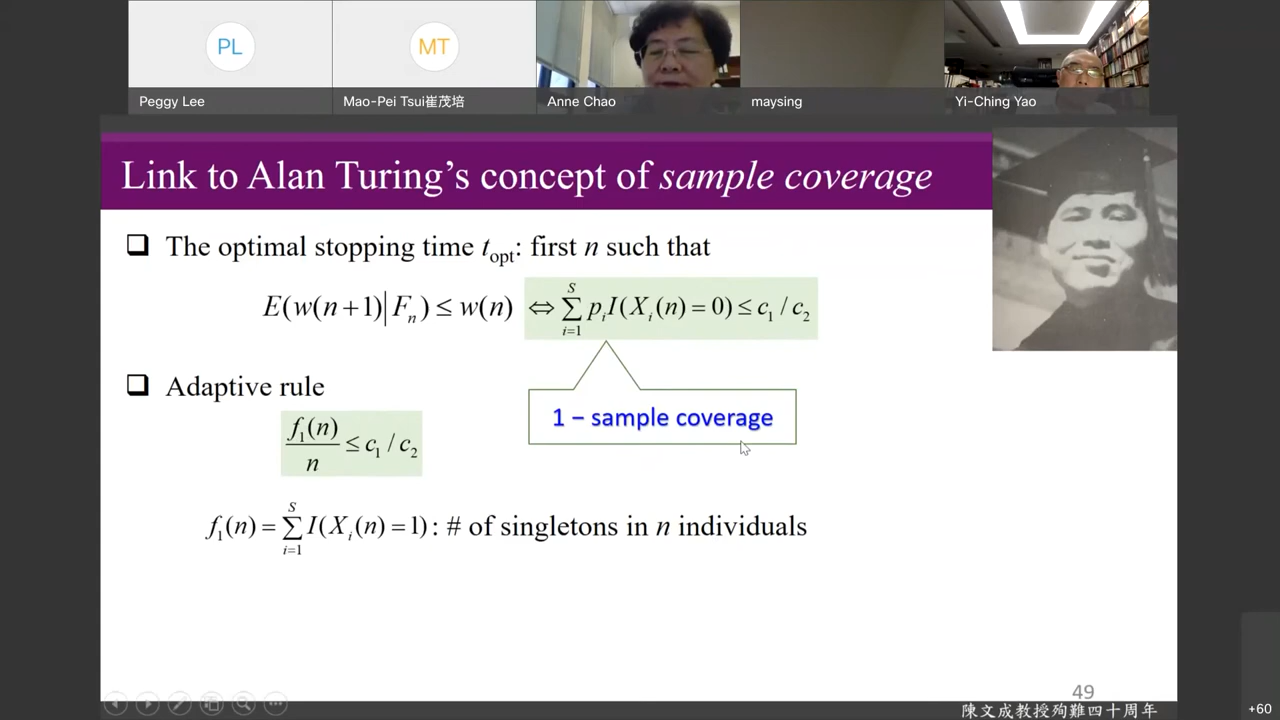 PL
MT
Peggy Lee
Mao-Pei Tsui崔茂培
Anne Chao
maysing
Yi-Ching Yao
Link to Alan Turing's concept of sample coverage
❑ The optimal stopping time t_opt: first n such that
E(w(n+1)|F_n) ≤ w(n) ⇔ ∑_{i=1}^{S} p_i I(X_i(n)=0) ≤ c_1 / c_2
❑ Adaptive rule
1 – sample coverage
f_1(n)/n ≤ c_1 / c_2
f_1(n) = ∑_{i=1}^{S} I(X_i(n)=1): # of singletons in n individuals
49
陳文成教授殉難四十周年
+60